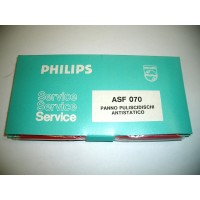 PHILIPS
Service
Service
Service
ASF 070
PANNO PULISCIDISCHI
ANTISTATICO